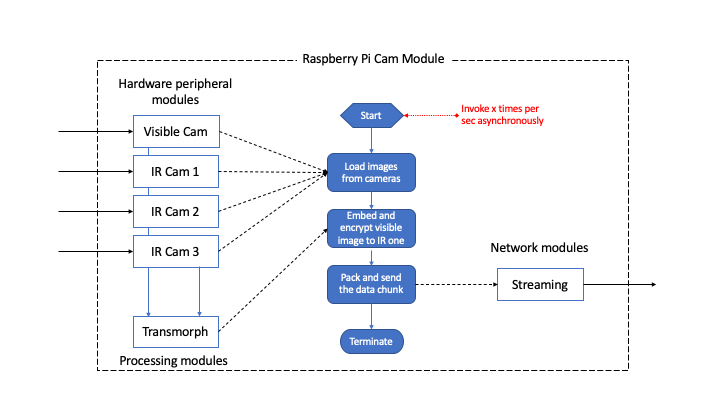 Raspberry Pi Cam Module
Hardware peripheral
modules
Visible Cam
IR Cam 1
IR Cam 2
IR Cam 3
Transmorph
Processing modules
Start
Invoke x times per
sec asynchronously
Load images
from cameras
Embed and
encrypt visible
image to IR one
Pack and send
the data chunk
Terminate
Network modules
Streaming